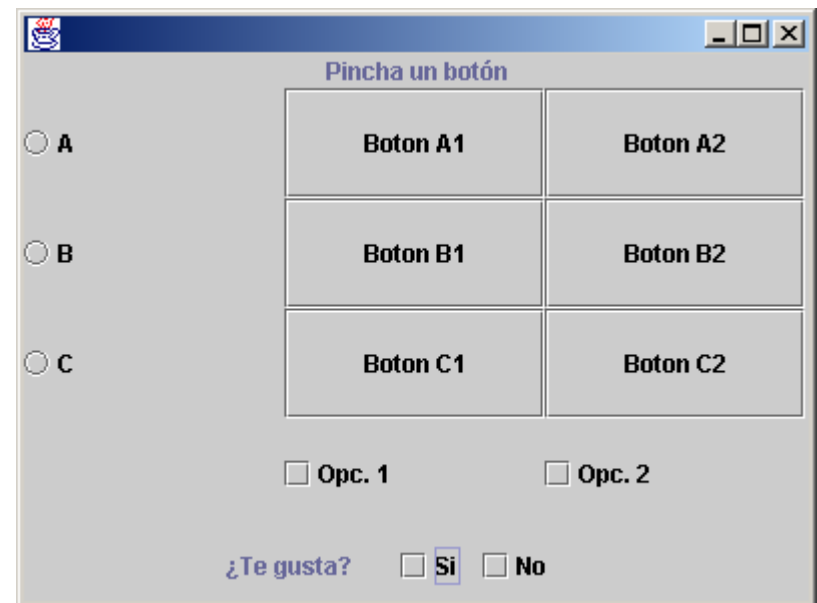 Pincha un botón
A Boton A1 Boton A2
B Boton B1 Boton B2
C Boton C1 Boton C2
Opc. 1 Opc. 2
¿Te gusta? Si No